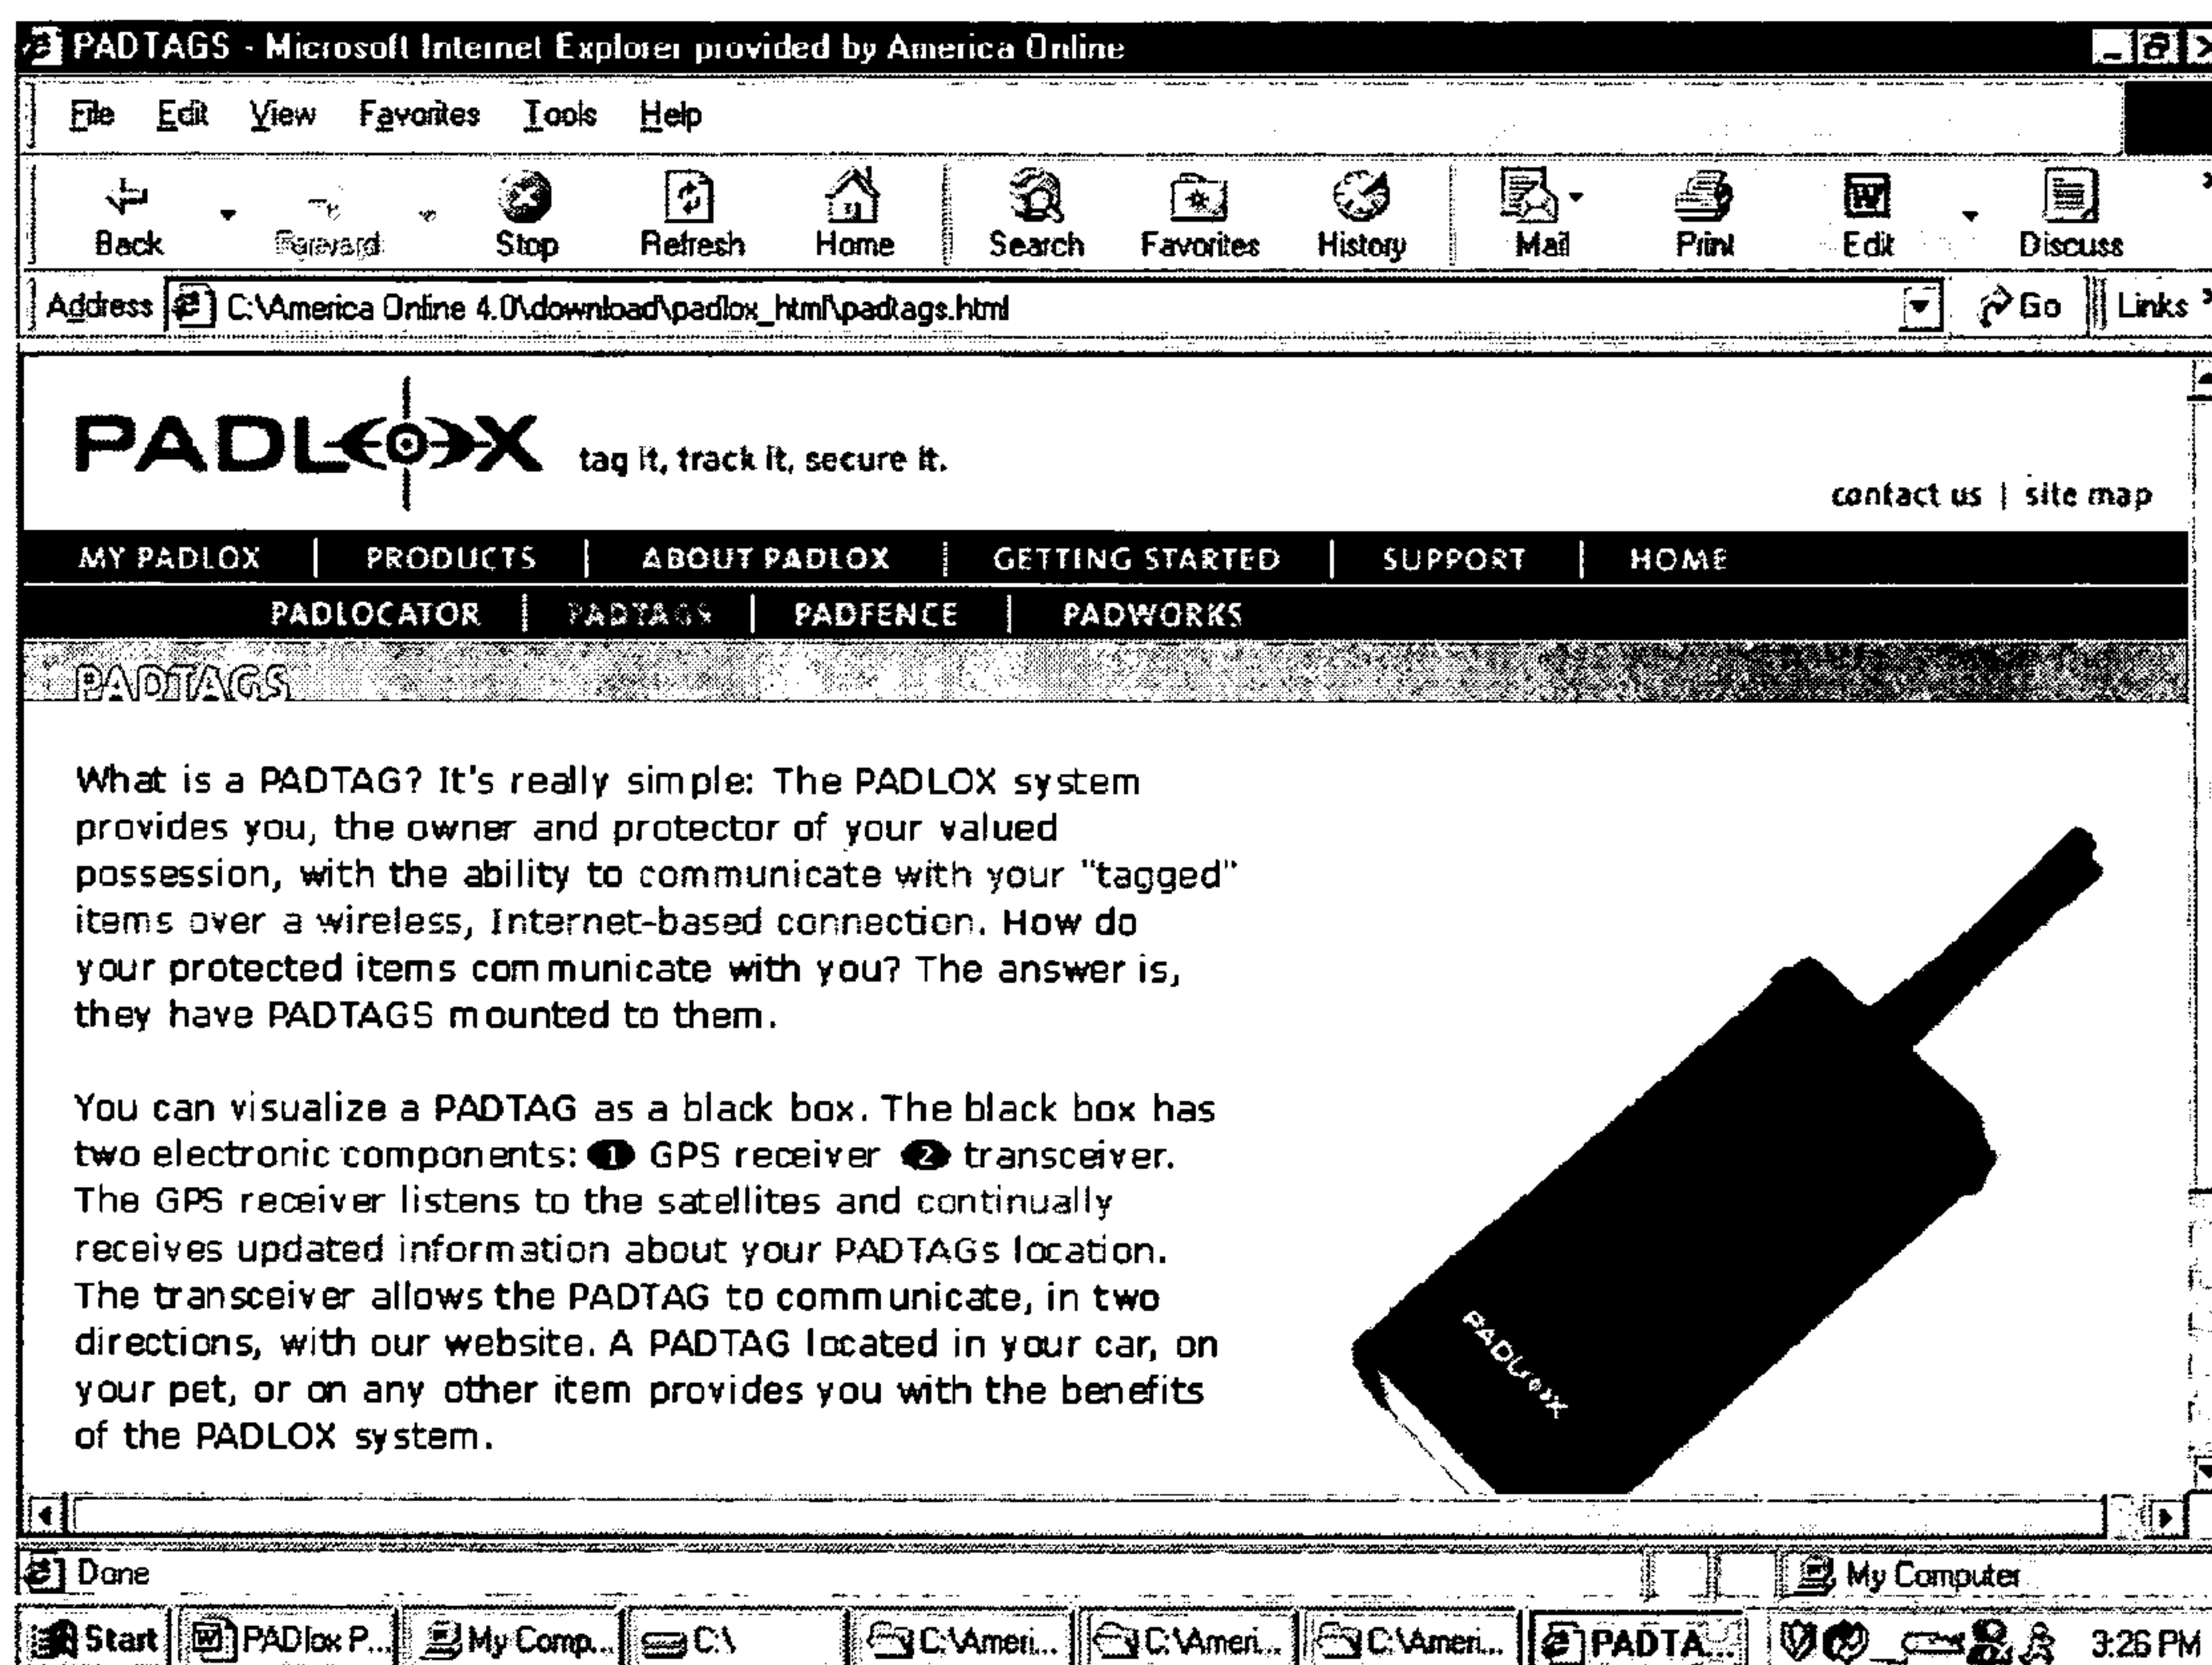 PADTAGS - Microsoft Internet Explorer provided by America Online
File Edit View Favorites Tools Help
Back Forward Stop Refresh Home Search Favorites History Mail Print Edit Discuss
Address C:\America Online 4.0\download\padlox_html\padtags.html Go Links
PADLOX tag it, track it, secure it.
contact us | site map
MY PADLOX | PRODUCTS | ABOUT PADLOX | GETTING STARTED | SUPPORT | HOME
PADLOCATOR | PADTAGS | PADFENCE | PADWORKS
PADTAGS
What is a PADTAG? It's really simple: The PADLOX system
provides you, the owner and protector of your valued
possession, with the ability to communicate with your "tagged"
items over a wireless, Internet-based connection. How do
your protected items communicate with you? The answer is,
they have PADTAGS mounted to them.
You can visualize a PADTAG as a black box. The black box has
two electronic components: 1 GPS receiver 2 transceiver.
The GPS receiver listens to the satellites and continually
receives updated information about your PADTAGs location.
The transceiver allows the PADTAG to communicate, in two
directions, with our website. A PADTAG located in your car, on
your pet, or on any other item provides you with the benefits
of the PADLOX system.
PADLOX
Done My Computer
Start PADlox P... My Comp... C:\ C:\Ameri... C:\Ameri... C:\Ameri... PADTA... 3:26 PM